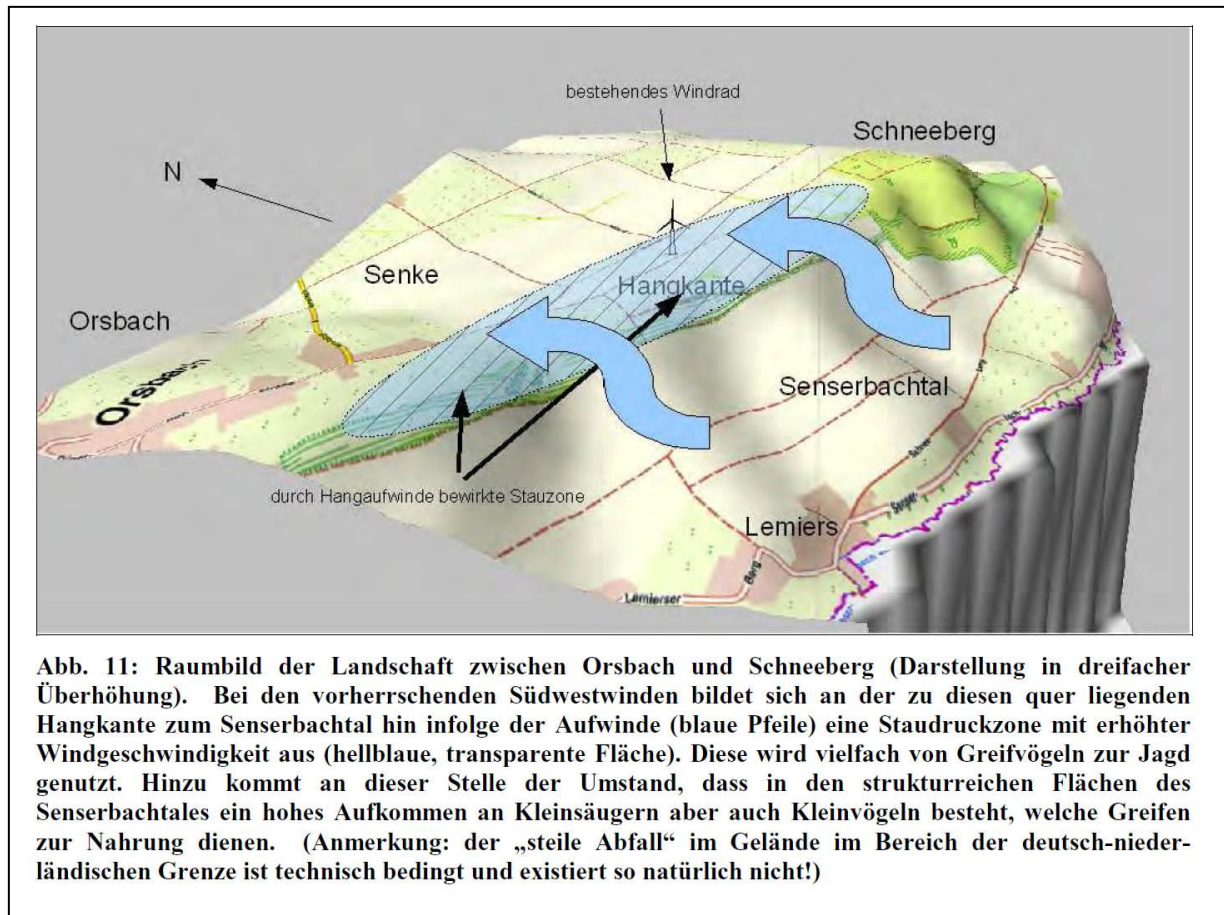 bestehendes Windrad
Schneeberg
N
Senke
Hangkante
Orsbach
Orsbach
Senserbachtal
durch Hangaufwinde bewirkte Stauzone
Lemiers
Senser
Berg
Lemierser
Abb. 11: Raumbild der Landschaft zwischen Orsbach und Schneeberg (Darstellung in dreifacher
Überhöhung). Bei den vorherrschenden Südwestwinden bildet sich an der zu diesen quer liegenden
Hangkante zum Senserbachtal hin infolge der Aufwinde (blaue Pfeile) eine Staudruckzone mit erhöhter
Windgeschwindigkeit aus (hellblaue, transparente Fläche). Diese wird vielfach von Greifvögeln zur Jagd
genutzt. Hinzu kommt an dieser Stelle der Umstand, dass in den strukturreichen Flächen des
Senserbachtales ein hohes Aufkommen an Kleinsäugern aber auch Kleinvögeln besteht, welche Greifen
zur Nahrung dienen. (Anmerkung: der „steile Abfall“ im Gelände im Bereich der deutsch-nieder-
ländischen Grenze ist technisch bedingt und existiert so natürlich nicht!)